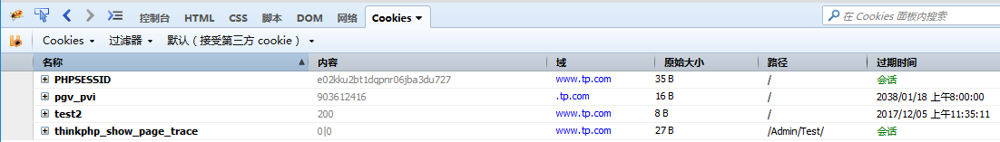 控制台 HTML CSS 脚本 DOM 网络 Cookies 在 Cookies 面板内搜索
Cookies 过滤器 默认（接受第三方 cookie）
名称 内容 域 原始大小 路径 过期时间
PHPSESSID e02kku2bt1dqpnr06jba3du727 www.tp.com 35 B / 会话
pgv_pvi 903612416 .tp.com 16 B / 2038/01/18 上午8:00:00
test2 200 www.tp.com 8 B / 2017/12/05 上午11:35:11
thinkphp_show_page_trace 0|0 www.tp.com 27 B /Admin/Test/ 会话